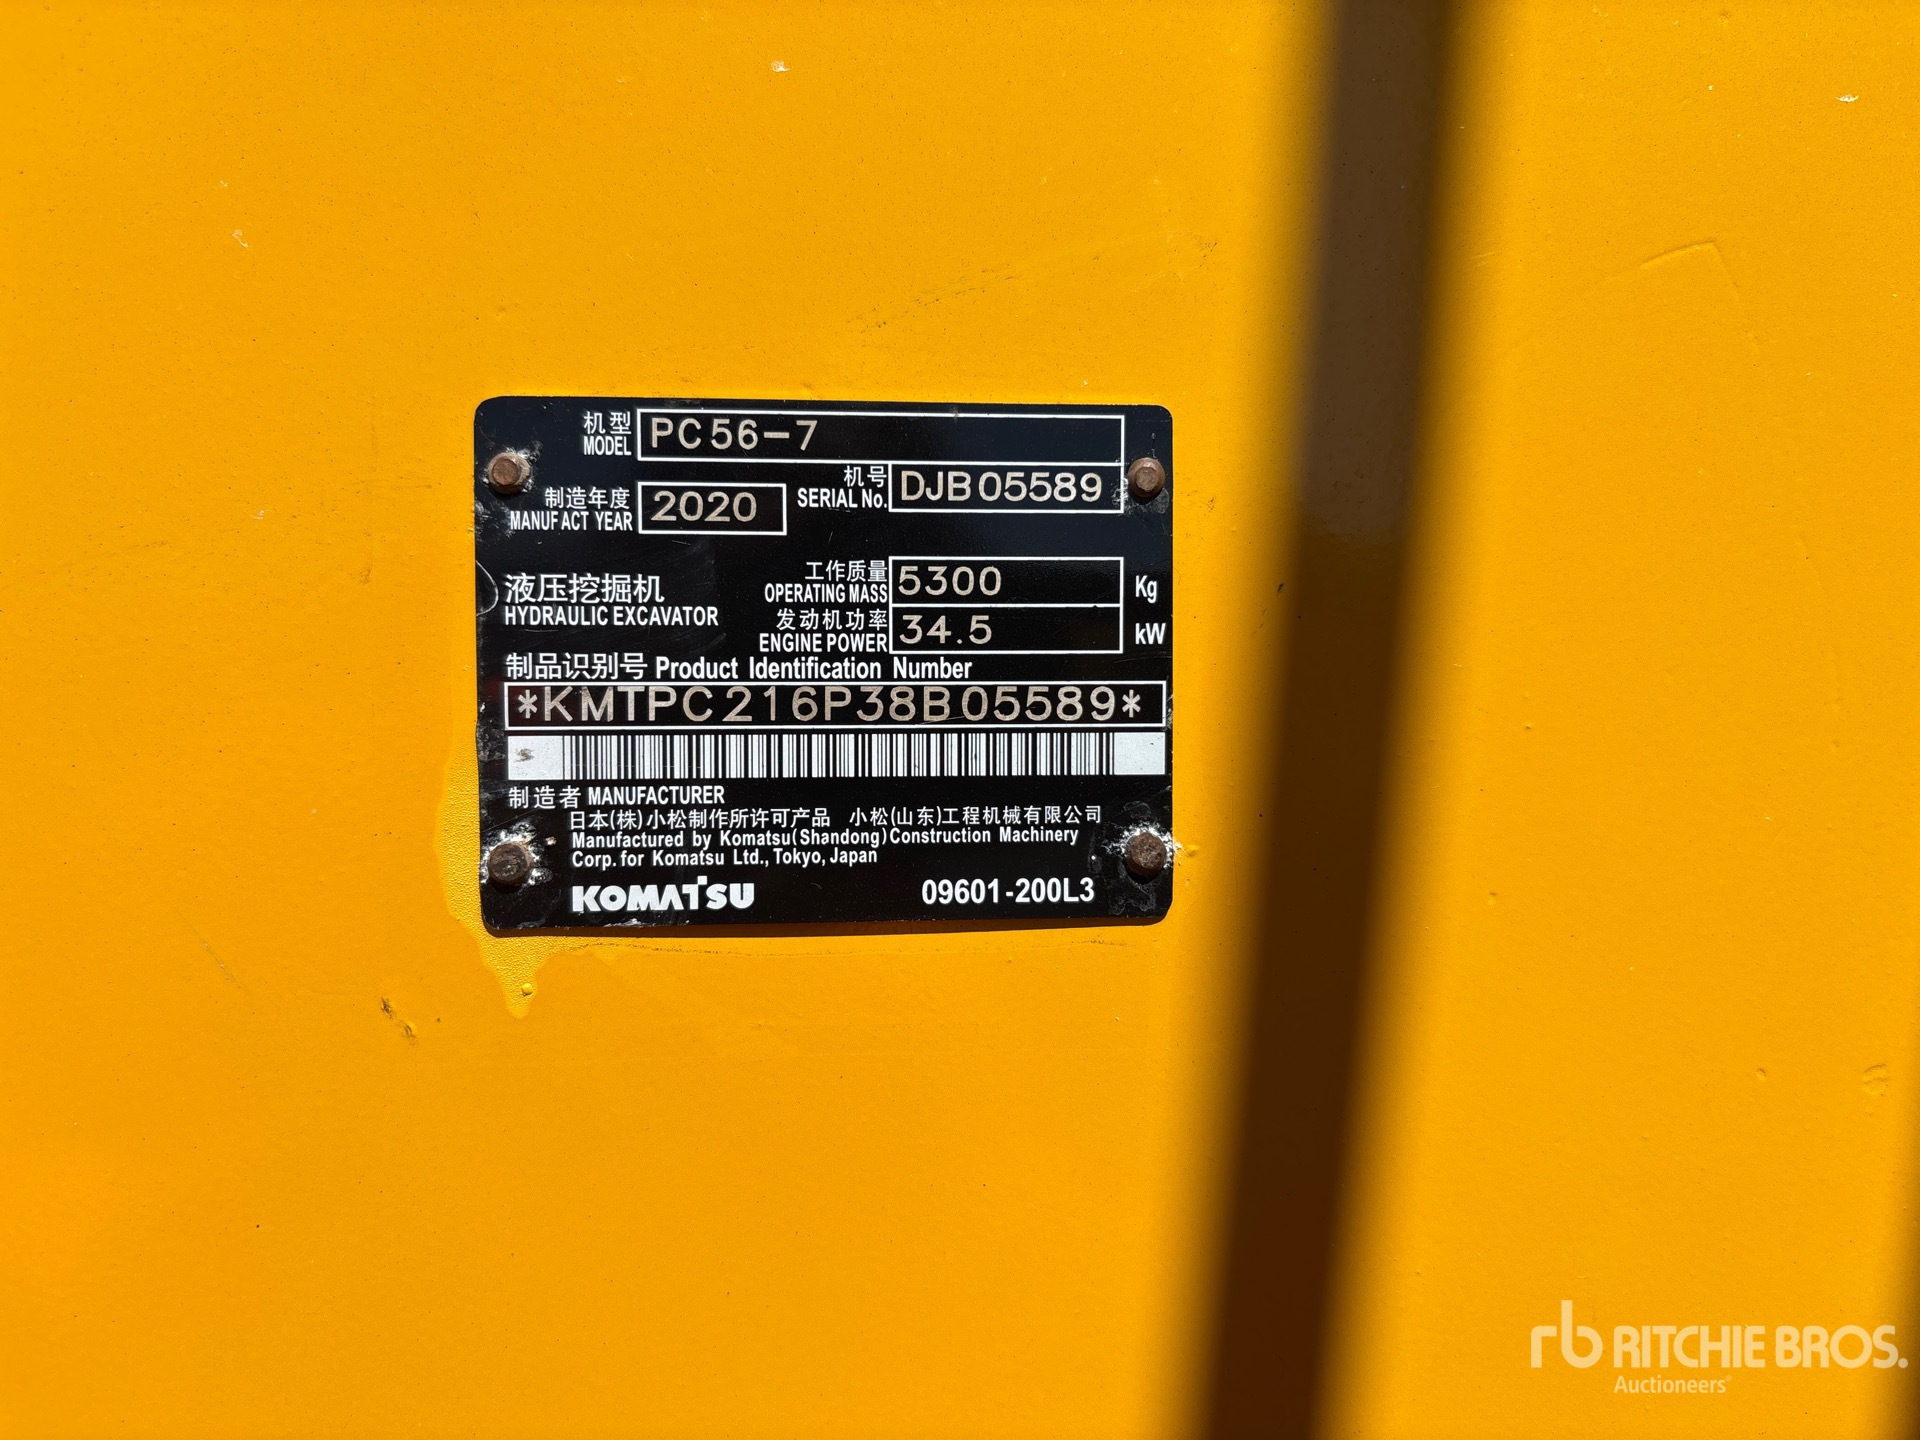 机型
MODEL PC56-7
机号
SERIAL No. DJB05589
制造年度
MANUFACT YEAR 2020
工作质量
OPERATING MASS 5300 Kg
液压挖掘机
HYDRAULIC EXCAVATOR
发动机功率
ENGINE POWER 34.5 kW
制品识别号 Product Identification Number
*KMTPC216P38B05589*
制造者 MANUFACTURER
日本(株)小松制作所许可产品 小松(山东)工程机械有限公司
Manufactured by Komatsu(Shandong)Construction Machinery
Corp. for Komatsu Ltd., Tokyo, Japan
KOMATSU 09601-200L3
rb RITCHIE BROS.
Auctioneers